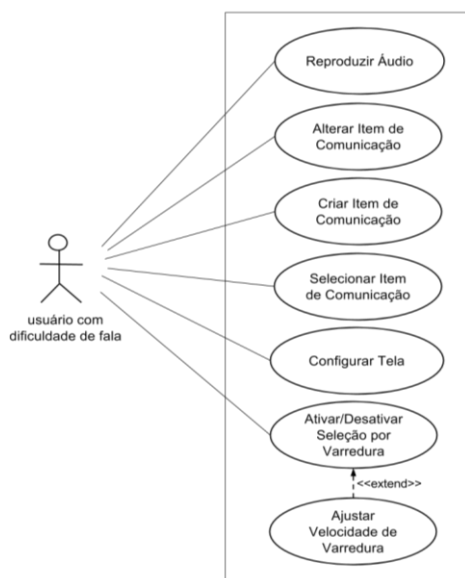 Reproduzir Áudio
Alterar Item de
Comunicação
Criar Item de
Comunicação
Selecionar Item
de Comunicação
Configurar Tela
Ativar/Desativar
Seleção por
Varredura
<<extend>>
Ajustar
Velocidade de
Varredura
usuário com
dificuldade de fala